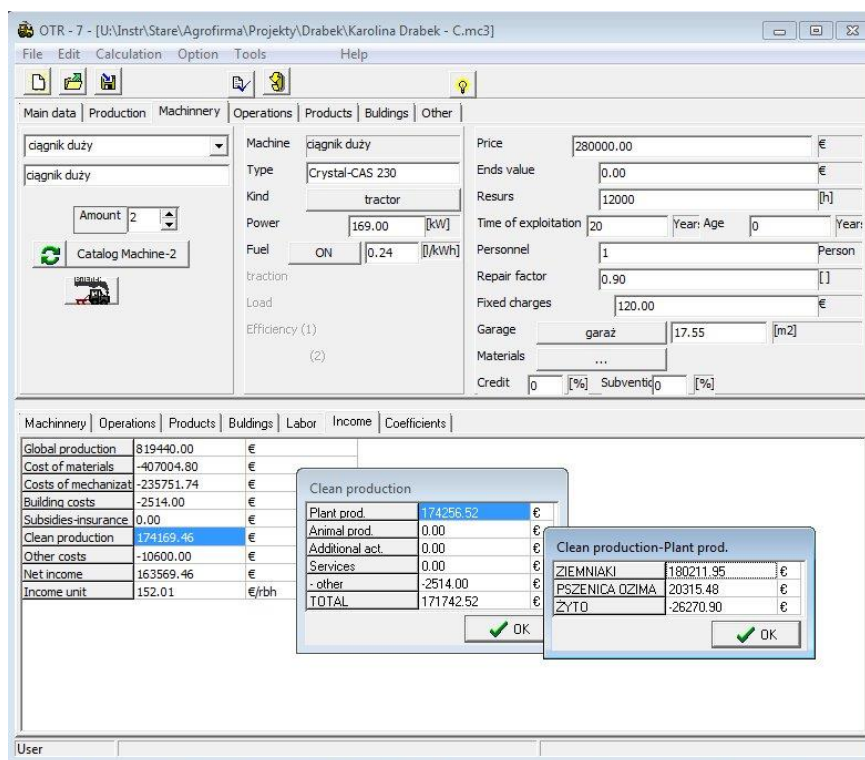 OTR - 7 - [U:\Instr\Stare\Agrofirma\Projekty\Drabek\Karolina Drabek - C.mc3]
File Edit Calculation Option Tools Help
Main data Production Machinnery Operations Products Buldings Other
ciągnik duży
ciągnik duży
Amount 2
Catalog Machine-2
Machine ciągnik duży
Type Crystal-CAS 230
Kind tractor
Power 169.00 [kW]
Fuel ON 0.24 [l/kWh]
traction
Load
Efficiency (1)
(2)
Price 280000.00 €
Ends value 0.00 €
Resurs 12000 [h]
Time of exploitation 20 Year: Age 0 Year:
Personnel 1 Person
Repair factor 0.90 []
Fixed charges 120.00 €
Garage garaż 17.55 [m2]
Materials ...
Credit 0 [%] Subventic 0 [%]
Machinnery Operations Products Buldings Labor Income Coefficients
Global production 819440.00 €
Cost of materials -407004.80 €
Costs of mechanizat -235751.74 €
Building costs -2514.00 €
Subsidies-insurance 0.00 €
Clean production 174169.46 €
Other costs -10600.00 €
Net income 163569.46 €
Income unit 152.01 €/rbh
Clean production
Plant prod. 174256.52 €
Animal prod. 0.00 €
Additional act. 0.00 €
Services 0.00 €
- other -2514.00 €
TOTAL 171742.52 €
OK
Clean production-Plant prod.
ZIEMNIAKI 180211.95 €
PSZENICA OZIMA 20315.48 €
ŻYTO -26270.90 €
OK
User